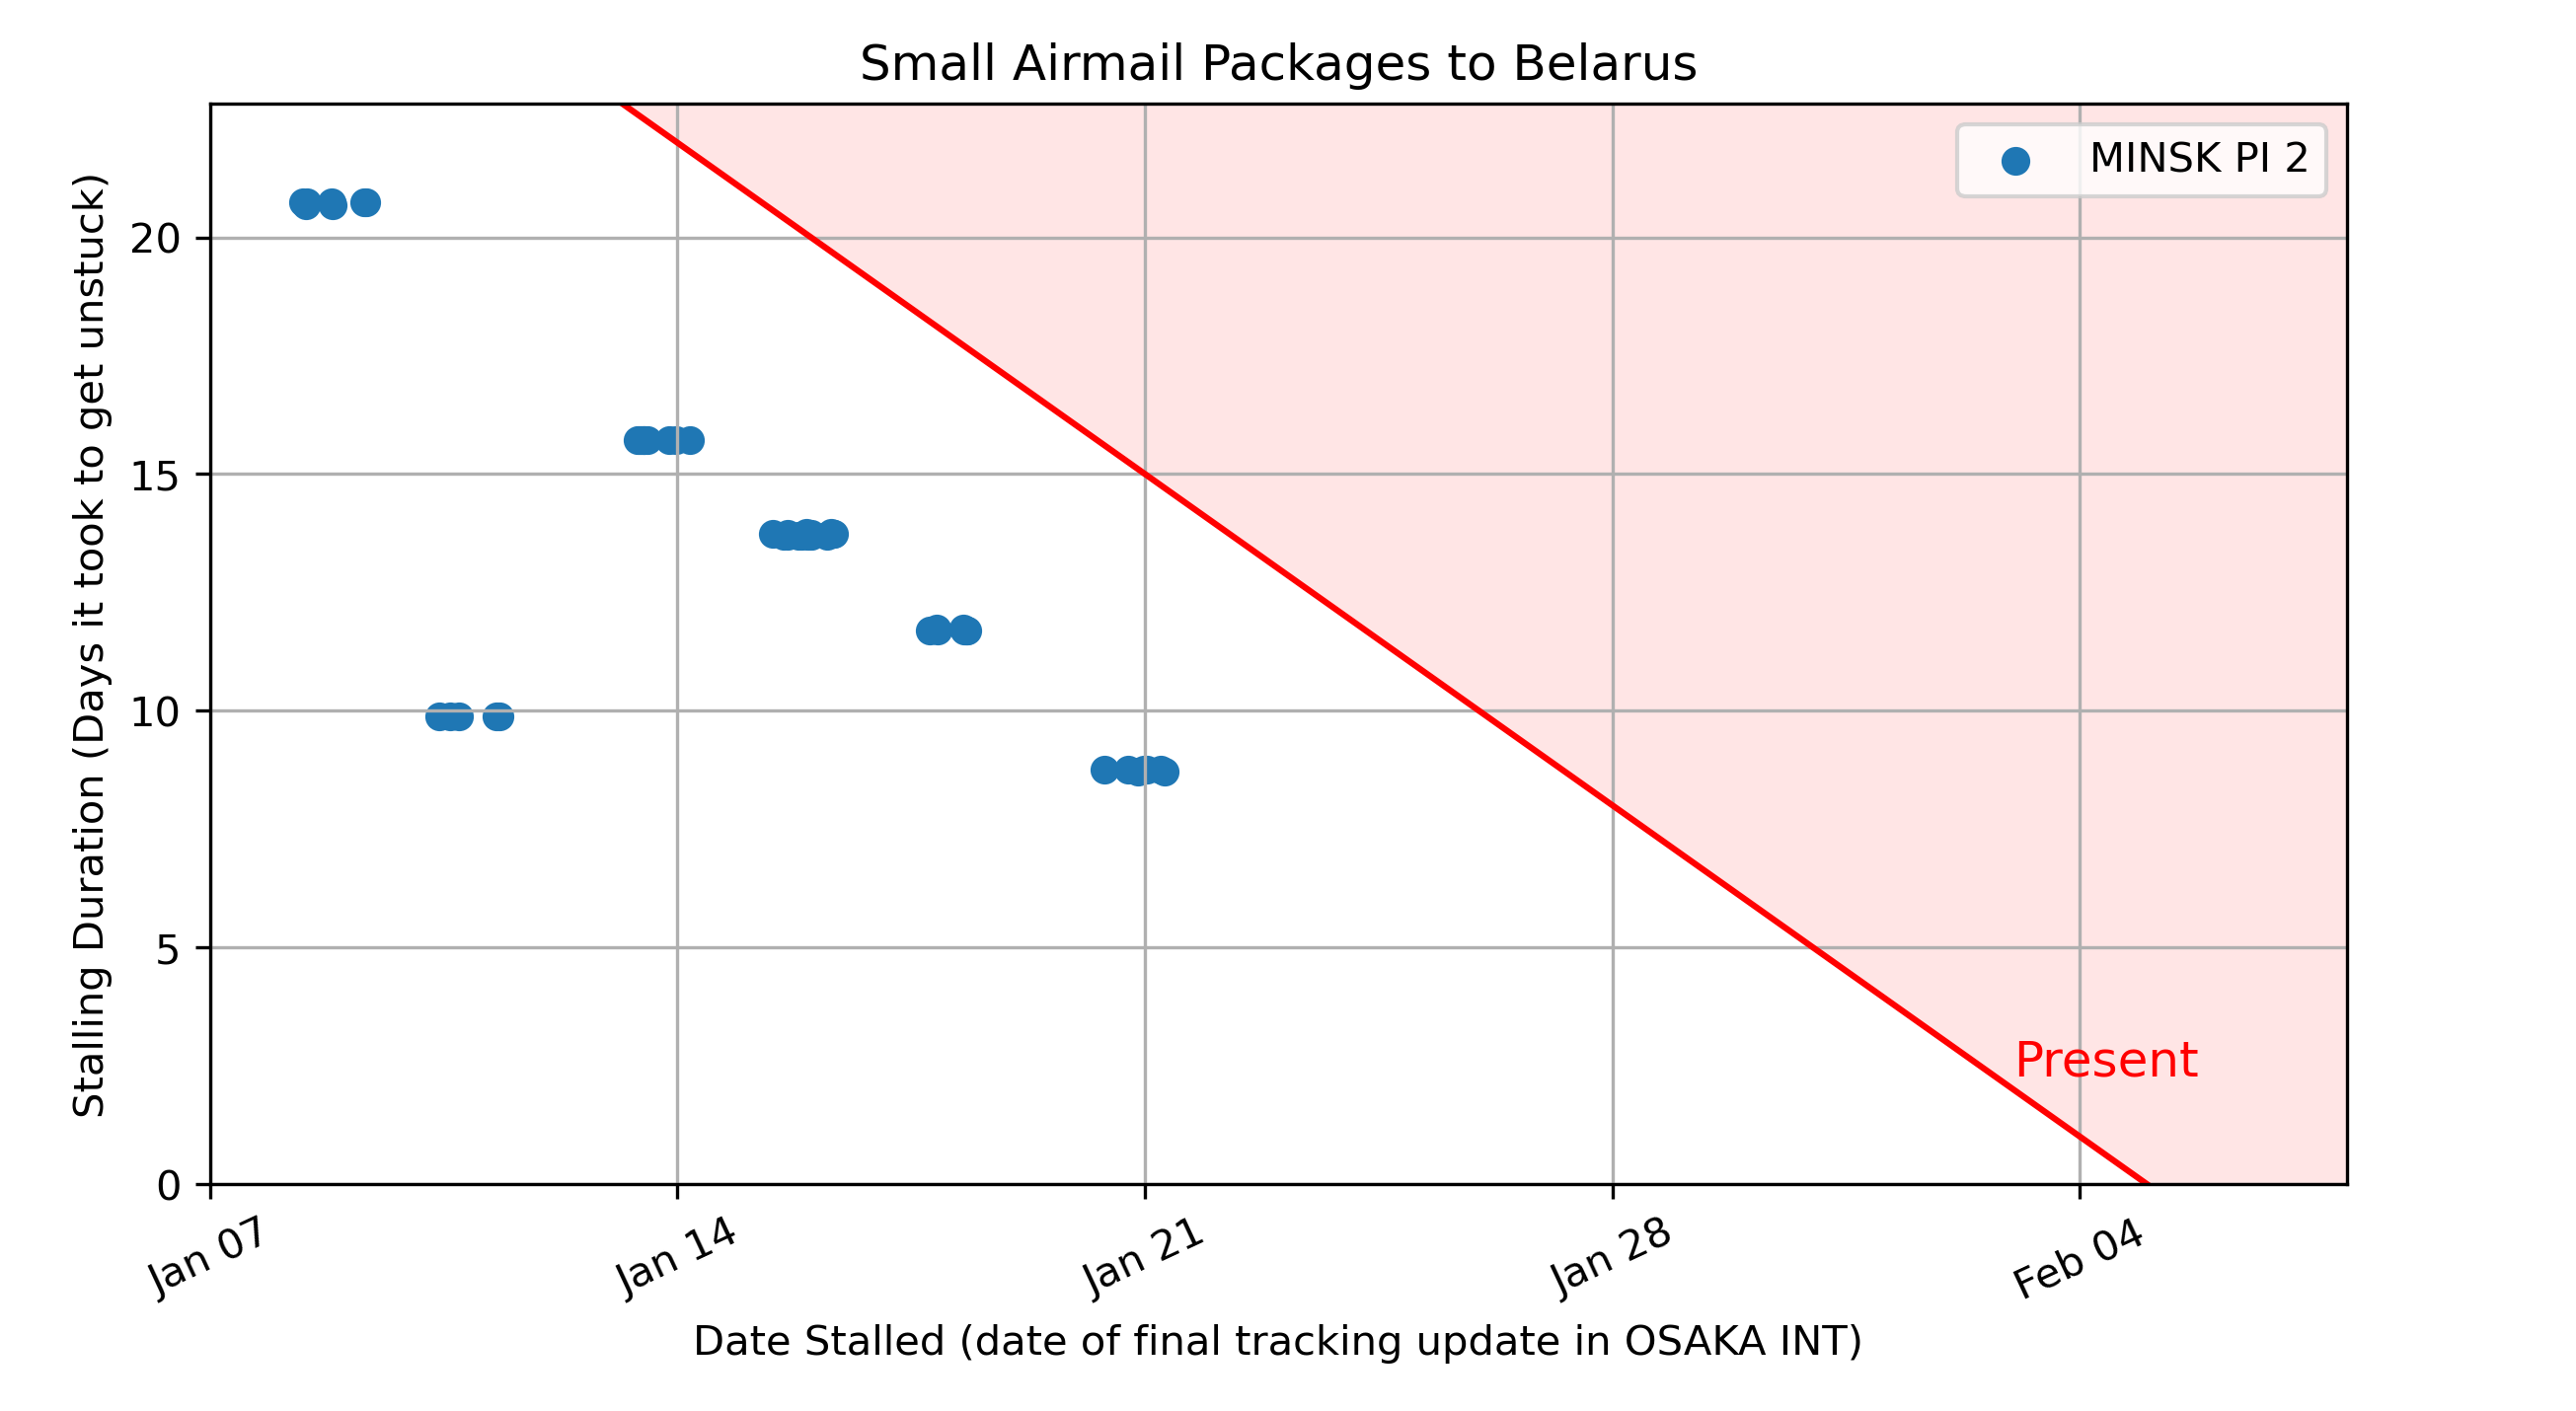 Small Airmail Packages to Belarus
MINSK PI 2
Stalling Duration (Days it took to get unstuck)
20
15
10
5
0
Present
Jan 07
Jan 14
Jan 21
Jan 28
Feb 04
Date Stalled (date of final tracking update in OSAKA INT)